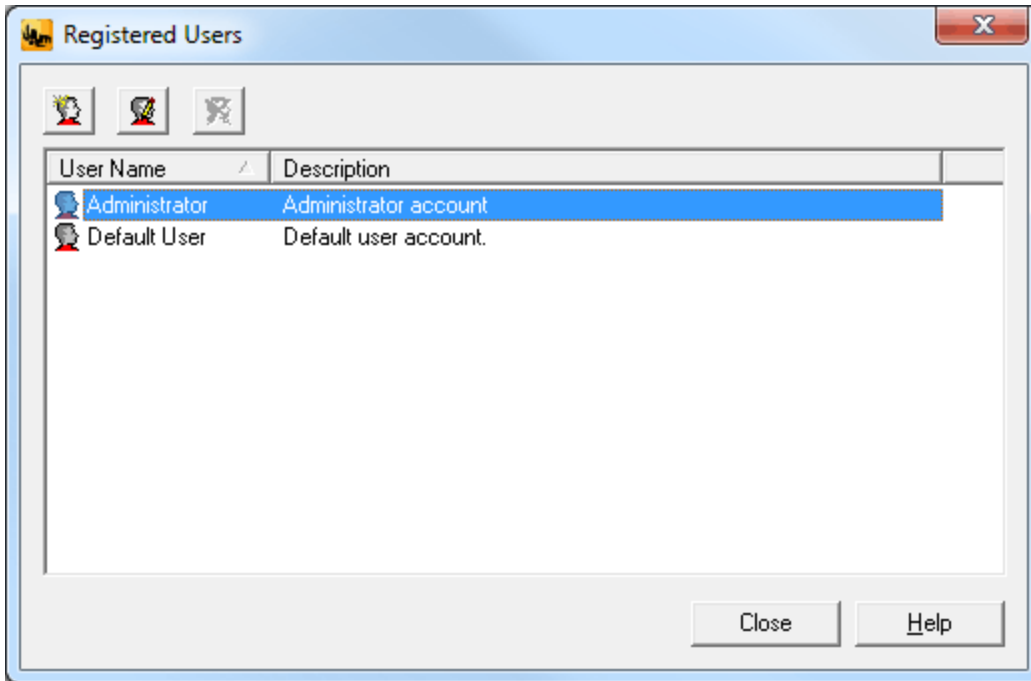 Registered Users
User Name Description
Administrator Administrator account
Default User Default user account.
Close Help